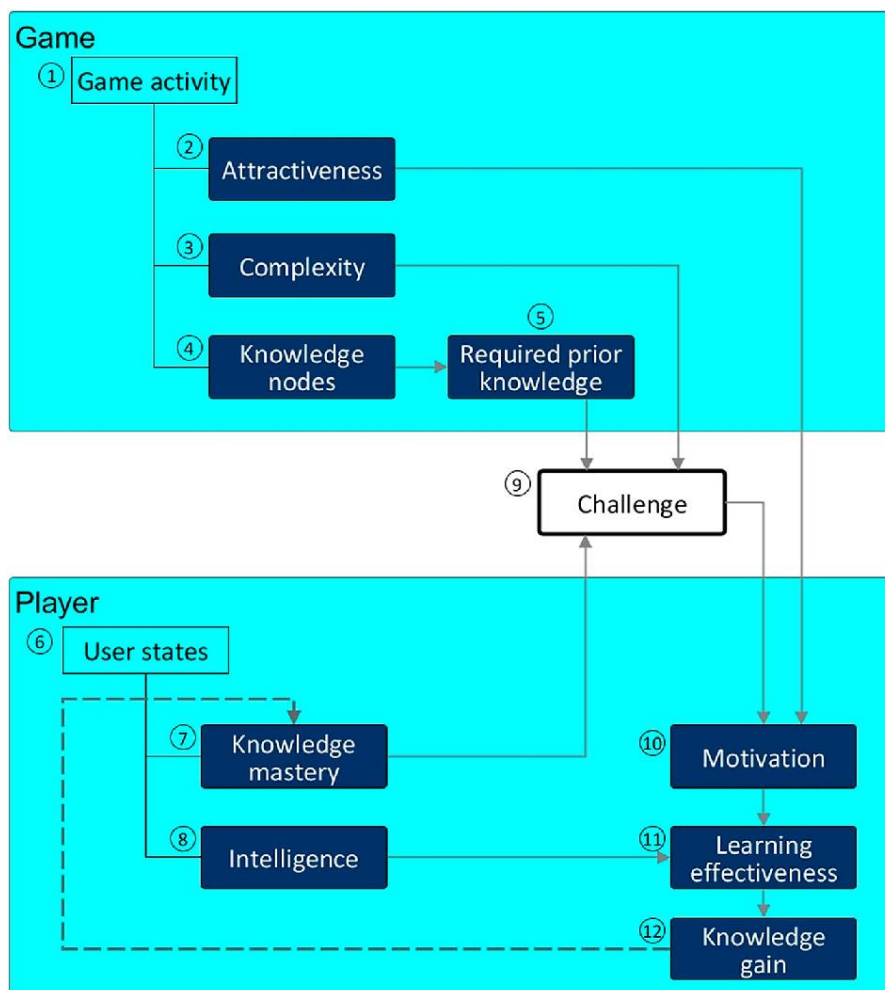 Game
① Game activity
② Attractiveness
③ Complexity
④ Knowledge
nodes
⑤
Required prior
knowledge
⑨ Challenge
Player
⑥ User states
⑦ Knowledge
mastery
⑧ Intelligence
⑩ Motivation
⑪ Learning
effectiveness
⑫ Knowledge
gain